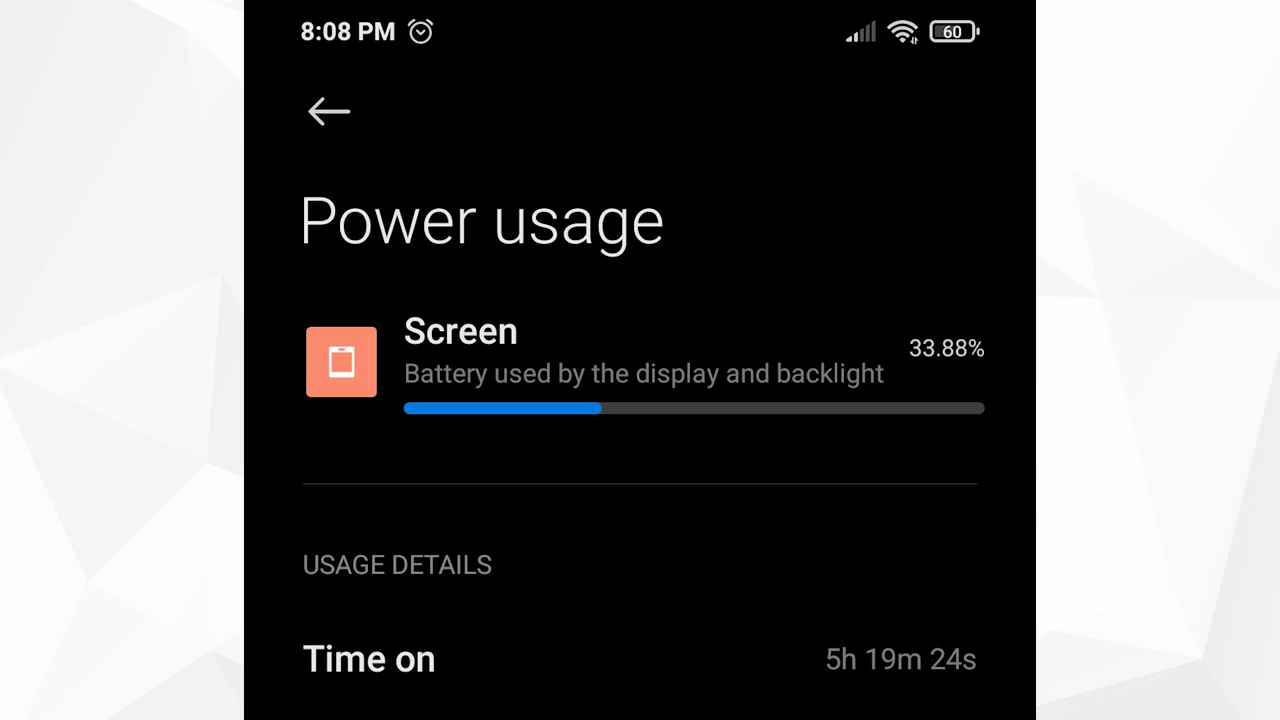 8:08 PM 60
Power usage
Screen
33.88%
Battery used by the display and backlight
USAGE DETAILS
Time on 5h 19m 24s